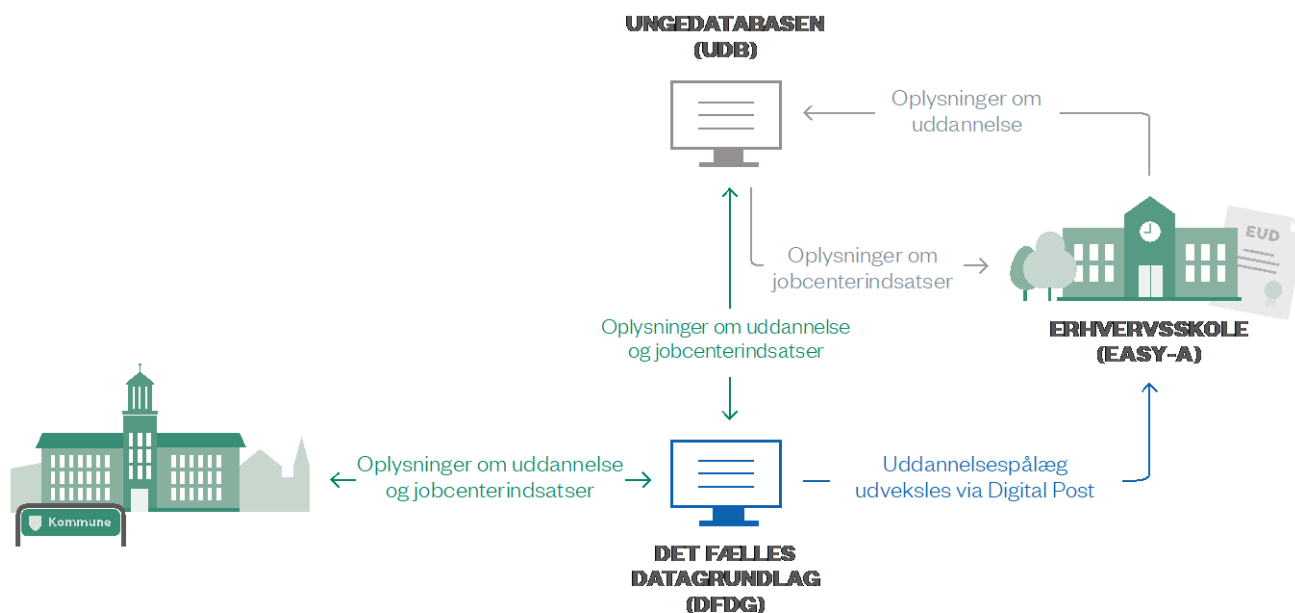 UNGEDATABASEN
(UDB)
Oplysninger om
uddannelse
EUD
Oplysninger om
jobcenterindsatser
ERHVERVSSKOLE
(EASY-A)
Oplysninger om uddannelse
og jobcenterindsatser
Oplysninger om uddannelse
og jobcenterindsatser
Uddannelsespålæg
udveksles via Digital Post
Kommune
DET FÆLLES
DATAGRUNDLAG
(DFDG)